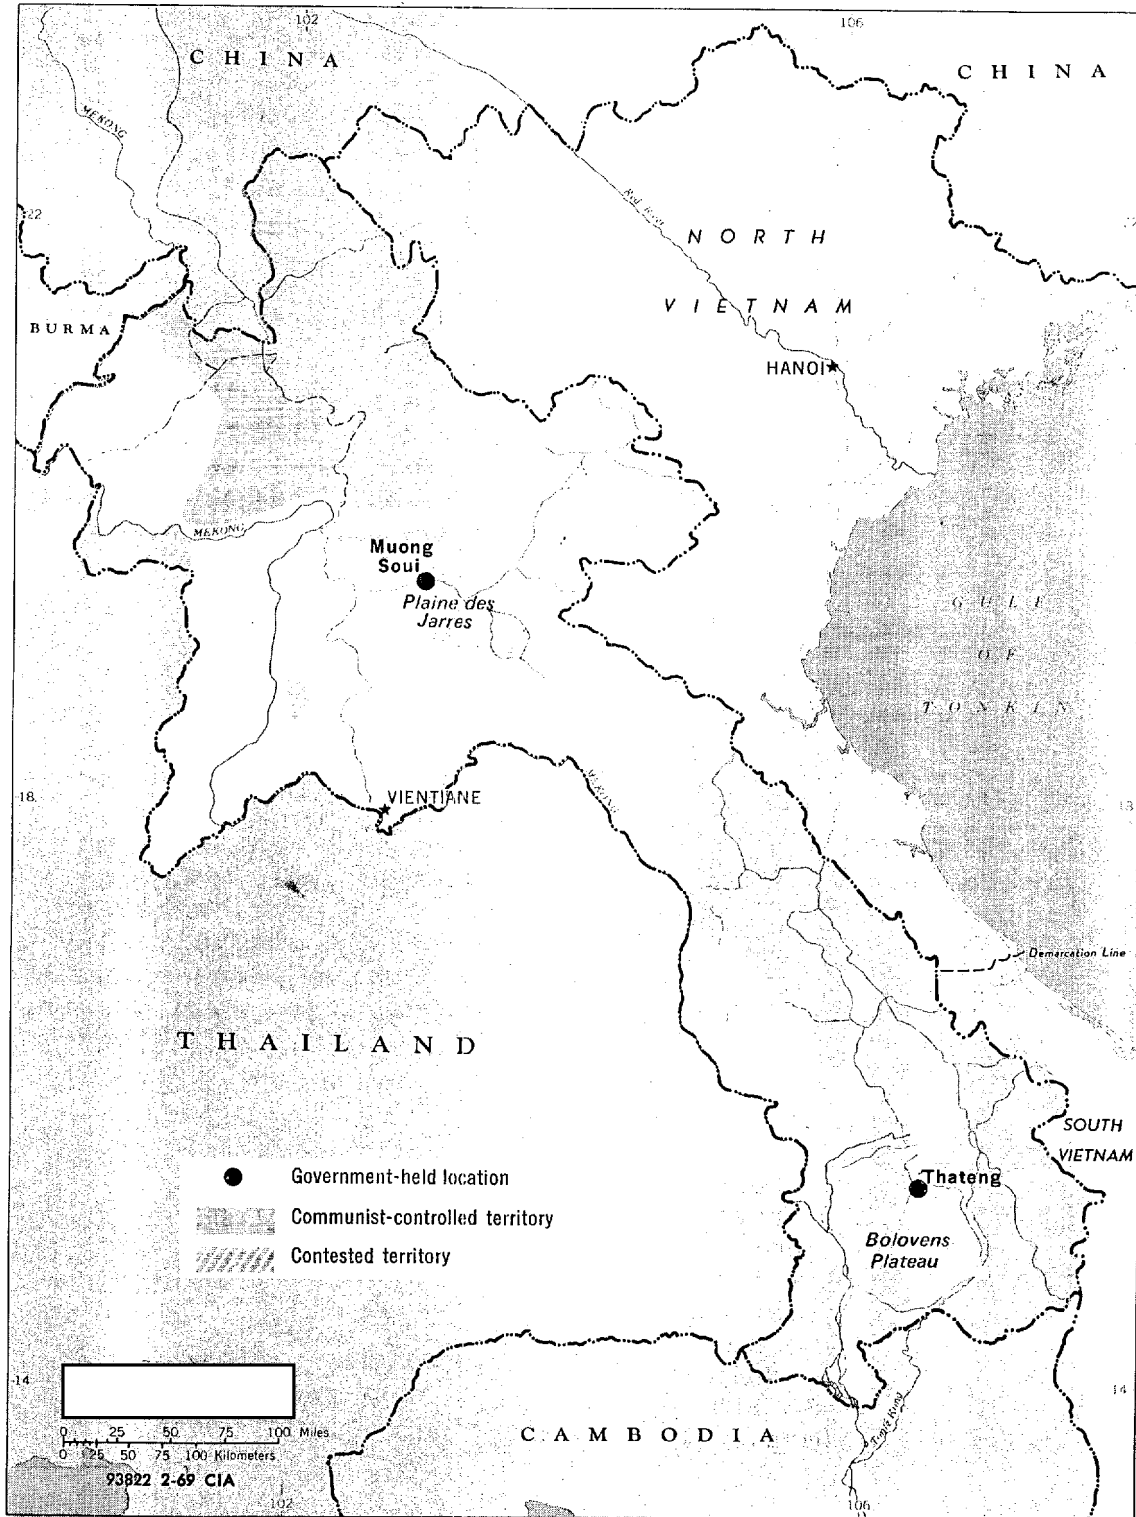 102
106
CHINA
CHINA
MEKONG
22
Red River
NORTH
VIETNAM
BURMA
HANOI
MEKONG
Muong
Soui
Plaine des
Jarres
GULF
OF
TONKIN
18
VIENTIANE
Demarcation Line
THAILAND
SOUTH
VIETNAM
Government-held location
Thateng
Communist-controlled territory
Bolovens
Plateau
Contested territory
14
14
0 25 50 75 100 Miles
0 25 50 75 100 Kilometers
CAMBODIA
93822 2-69 CIA
102
106